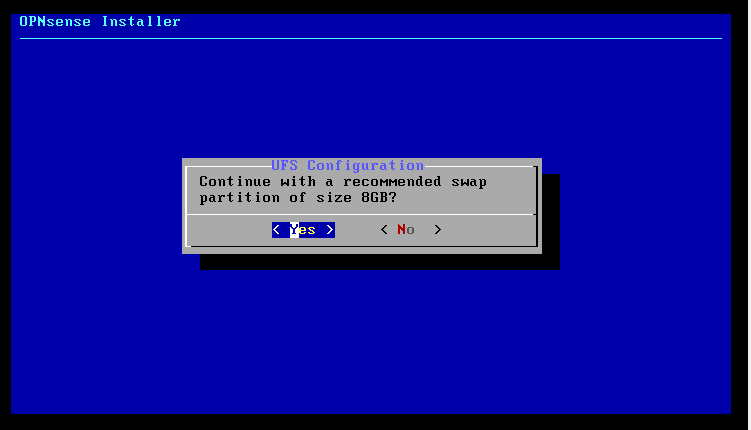 OPNsense Installer
UFS Configuration
Continue with a recommended swap
partition of size 8GB?
< Yes > < No >